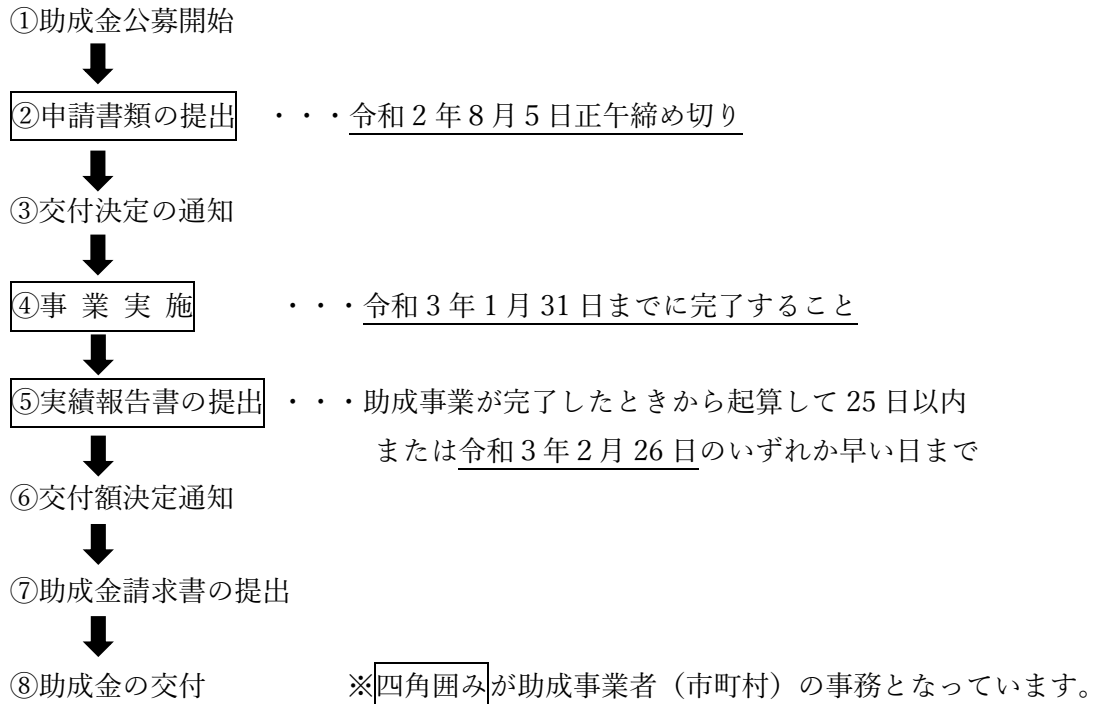 ①助成金公募開始
②申請書類の提出 ・・・令和2年8月5日正午締め切り
③交付決定の通知
④事 業 実 施 ・・・令和3年1月31日までに完了すること
⑤実績報告書の提出 ・・・助成事業が完了したときから起算して25日以内
または令和3年2月26日のいずれか早い日まで
⑥交付額決定通知
⑦助成金請求書の提出
⑧助成金の交付 ※四角囲みが助成事業者（市町村）の事務となっています。